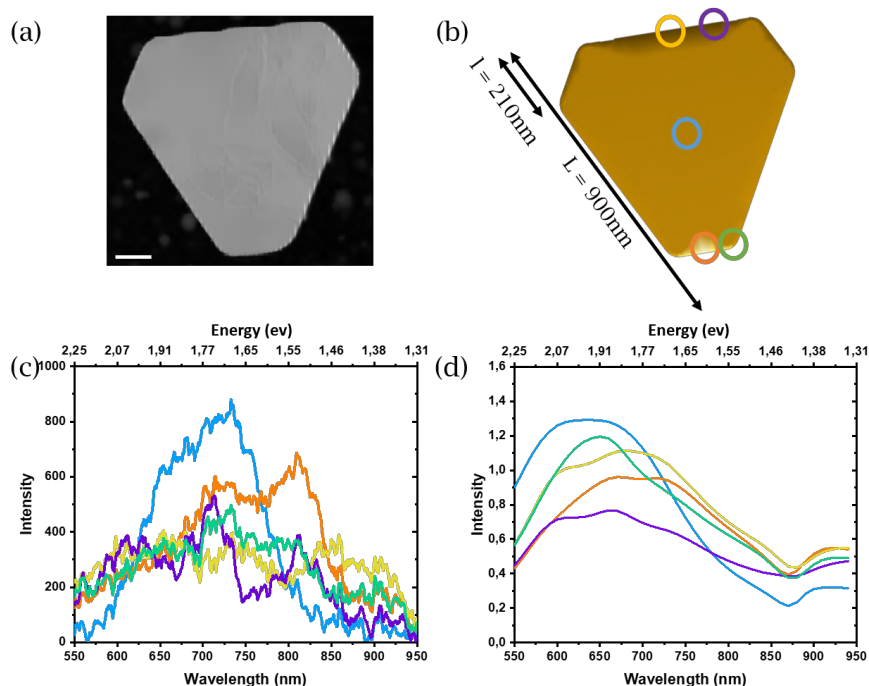 (a)
(b)
l = 210nm
L = 900nm
Energy (ev)
2,25 2,07 1,91 1,77 1,65 1,55 1,46 1,38 1,31
(c)
1000
800
600
400
200
0
Intensity
550 600 650 700 750 800 850 900 950
Wavelength (nm)
Energy (ev)
2,25 2,07 1,91 1,77 1,65 1,55 1,46 1,38 1,31
(d)
1,6
1,4
1,2
1,0
0,8
0,6
0,4
0,2
0,0
Intensity
550 600 650 700 750 800 850 900 950
Wavelength (nm)